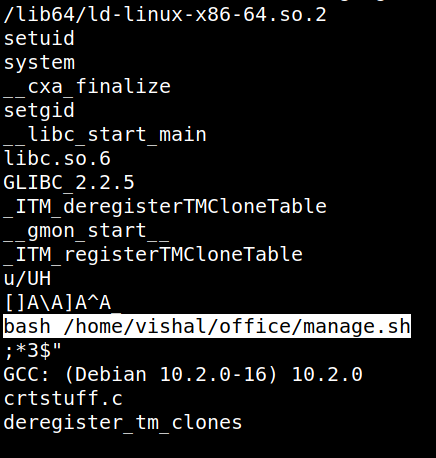 /lib64/ld-linux-x86-64.so.2
setuid
system
__cxa_finalize
setgid
__libc_start_main
libc.so.6
GLIBC_2.2.5
_ITM_deregisterTMCloneTable
__gmon_start__
_ITM_registerTMCloneTable
u/UH
[]A\A]A^A_
bash /home/vishal/office/manage.sh
;*3$"
GCC: (Debian 10.2.0-16) 10.2.0
crtstuff.c
deregister_tm_clones